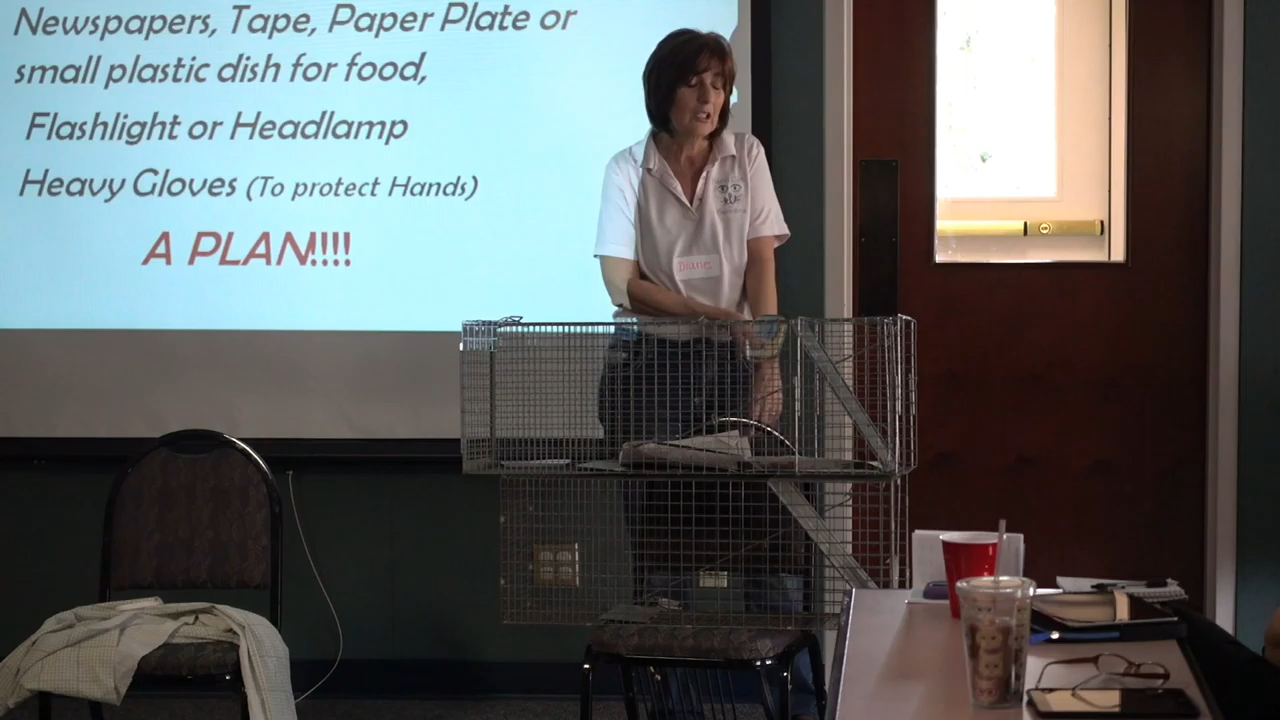 Newspapers, Tape, Paper Plate or
small plastic dish for food,
Flashlight or Headlamp
Heavy Gloves (To protect Hands)
A PLAN!!!!
Diane